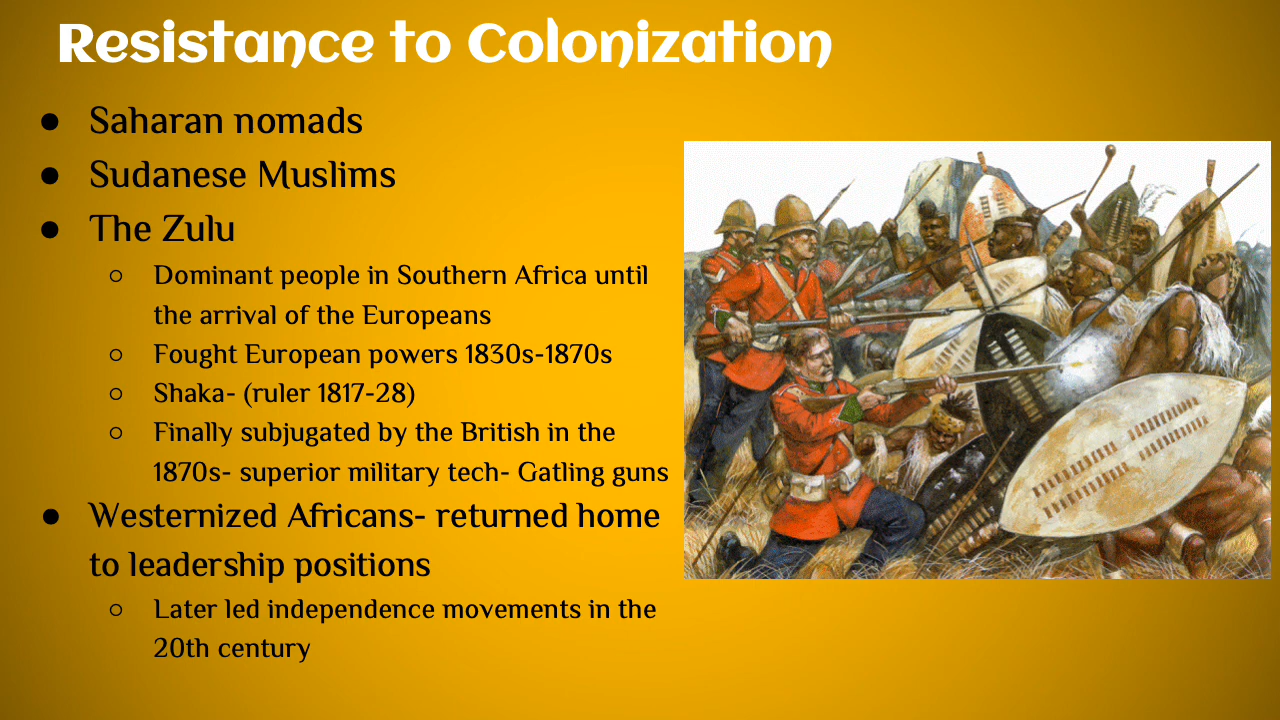 Resistance to Colonization
● Saharan nomads
● Sudanese Muslims
● The Zulu
○ Dominant people in Southern Africa until
the arrival of the Europeans
○ Fought European powers 1830s-1870s
○ Shaka- (ruler 1817-28)
○ Finally subjugated by the British in the
1870s- superior military tech- Gatling guns
● Westernized Africans- returned home
to leadership positions
○ Later led independence movements in the
20th century